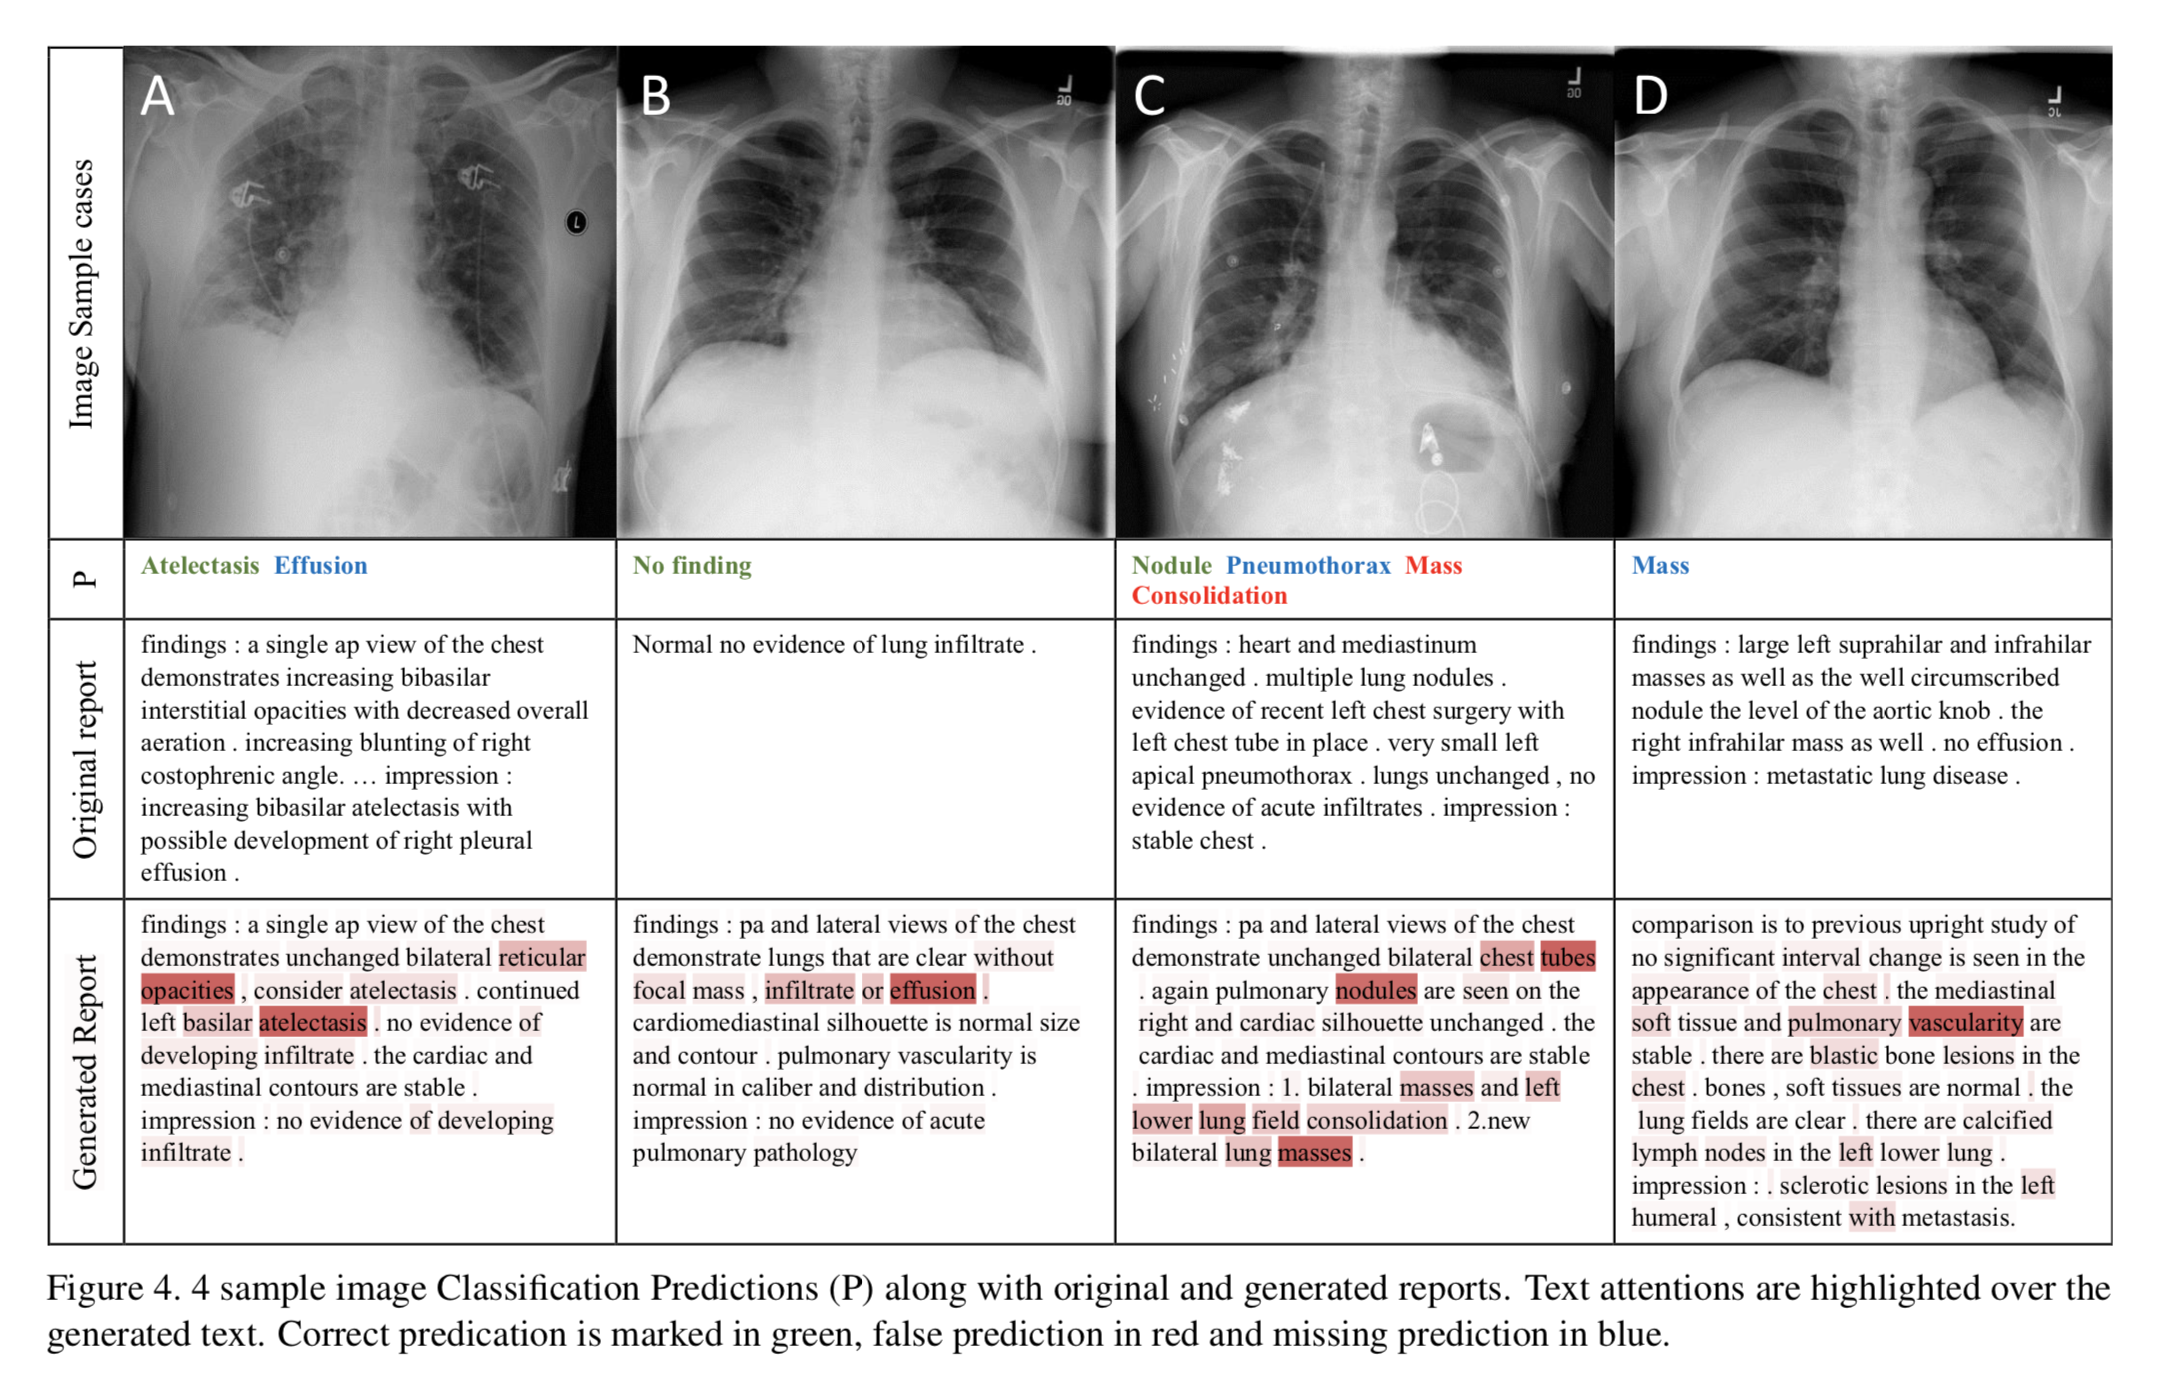 Image Sample cases
A
B
C
D
L
L
L
L
P
Atelectasis Effusion
No finding
Nodule Pneumothorax Mass
Consolidation
Mass
Original report
findings : a single ap view of the chest
demonstrates increasing bibasilar
interstitial opacities with decreased overall
aeration . increasing blunting of right
costophrenic angle. … impression :
increasing bibasilar atelectasis with
possible development of right pleural
effusion .
Normal no evidence of lung infiltrate .
findings : heart and mediastinum
unchanged . multiple lung nodules .
evidence of recent left chest surgery with
left chest tube in place . very small left
apical pneumothorax . lungs unchanged , no
evidence of acute infiltrates . impression :
stable chest .
findings : large left suprahilar and infrahilar
masses as well as the well circumscribed
nodule the level of the aortic knob . the
right infrahilar mass as well . no effusion .
impression : metastatic lung disease .
Generated Report
findings : a single ap view of the chest
demonstrates unchanged bilateral reticular
opacities , consider atelectasis . continued
left basilar atelectasis . no evidence of
developing infiltrate . the cardiac and
mediastinal contours are stable .
impression : no evidence of developing
infiltrate .
findings : pa and lateral views of the chest
demonstrate lungs that are clear without
focal mass , infiltrate or effusion .
cardiomediastinal silhouette is normal size
and contour . pulmonary vascularity is
normal in caliber and distribution .
impression : no evidence of acute
pulmonary pathology
findings : pa and lateral views of the chest
demonstrate unchanged bilateral chest tubes
. again pulmonary nodules are seen on the
right and cardiac silhouette unchanged . the
cardiac and mediastinal contours are stable
. impression : 1. bilateral masses and left
lower lung field consolidation . 2.new
bilateral lung masses .
comparison is to previous upright study of
no significant interval change is seen in the
appearance of the chest . the mediastinal
soft tissue and pulmonary vascularity are
stable . there are blastic bone lesions in the
chest . bones , soft tissues are normal . the
lung fields are clear . there are calcified
lymph nodes in the left lower lung .
impression : . sclerotic lesions in the left
humeral , consistent with metastasis.
Figure 4. 4 sample image Classification Predictions (P) along with original and generated reports. Text attentions are highlighted over the
generated text. Correct predication is marked in green, false prediction in red and missing prediction in blue.